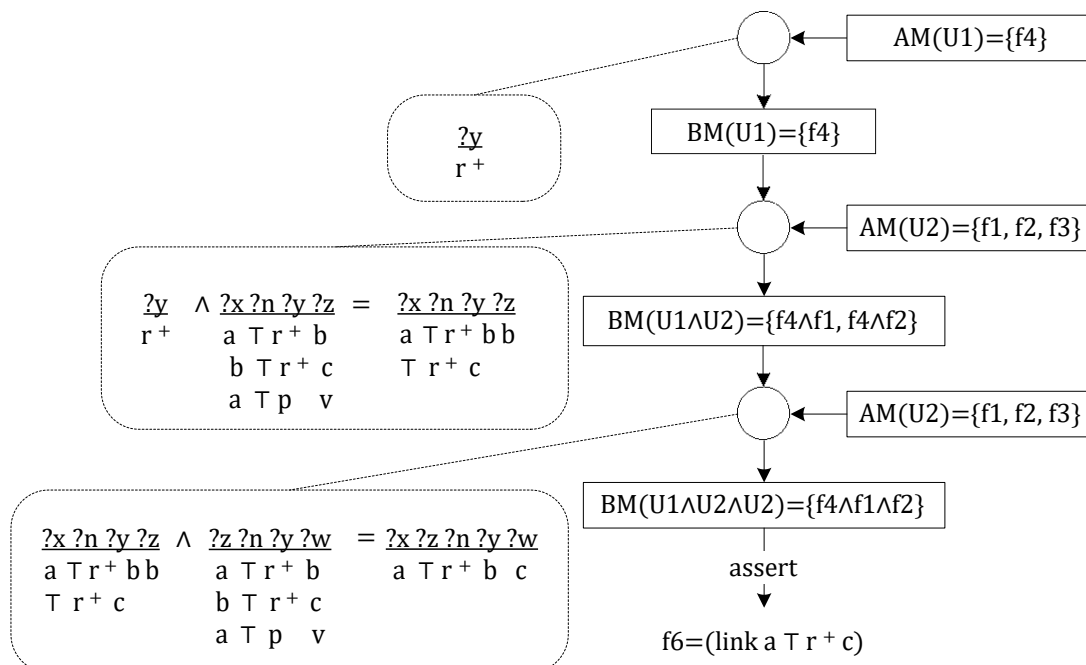 AM(U1)={f4}
?y
r +
BM(U1)={f4}
AM(U2)={f1, f2, f3}
?y ∧ ?x ?n ?y ?z = ?x ?n ?y ?z
r + a ⊤ r + b a ⊤ r + b b
b ⊤ r + c ⊤ r + c
a ⊤ p v
BM(U1∧U2)={f4∧f1, f4∧f2}
AM(U2)={f1, f2, f3}
BM(U1∧U2∧U2)={f4∧f1∧f2}
?x ?n ?y ?z ∧ ?z ?n ?y ?w = ?x ?z ?n ?y ?w
a ⊤ r + b b a ⊤ r + b a ⊤ r + b c
⊤ r + c b ⊤ r + c
a ⊤ p v
assert
f6=(link a ⊤ r + c)